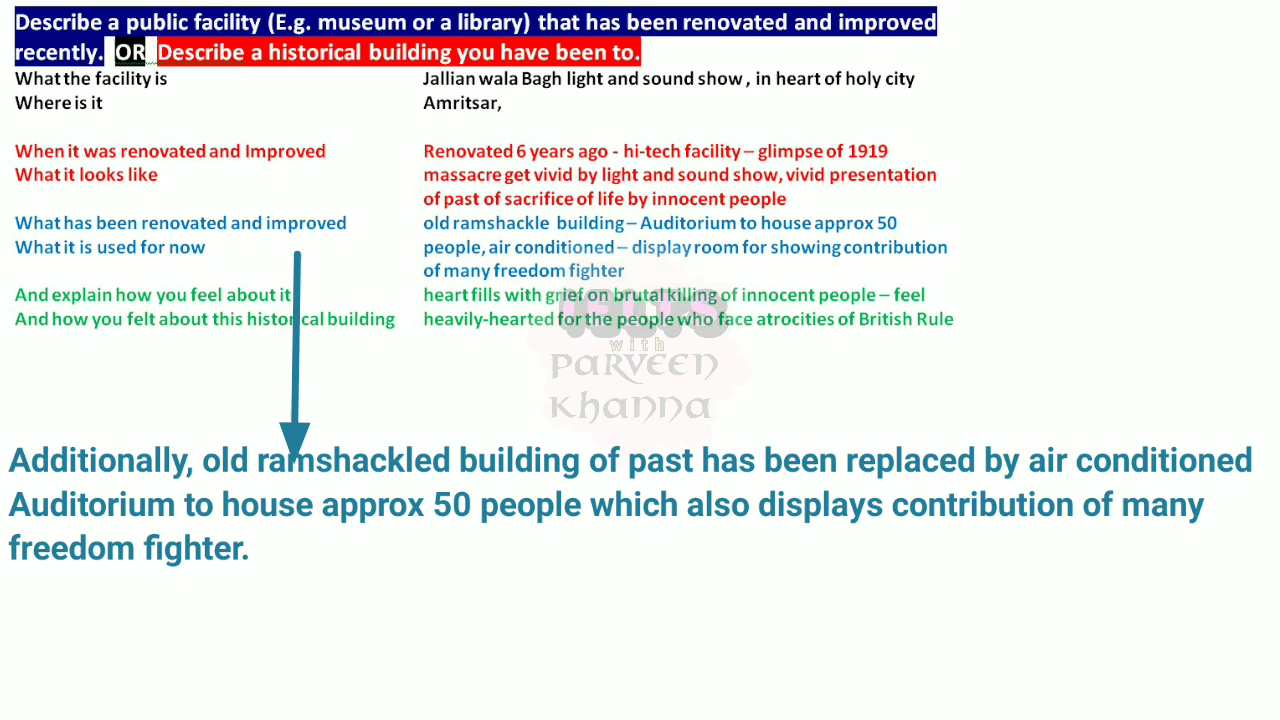 Describe a public facility (E.g. museum or a library) that has been renovated and improved
recently. OR Describe a historical building you have been to.
What the facility is
Where is it
Jallian wala Bagh light and sound show , in heart of holy city
Amritsar,
When it was renovated and Improved
What it looks like
Renovated 6 years ago - hi-tech facility – glimpse of 1919
massacre get vivid by light and sound show, vivid presentation
of past of sacrifice of life by innocent people
What has been renovated and improved
What it is used for now
old ramshackle building – Auditorium to house approx 50
people, air conditioned – display room for showing contribution
of many freedom fighter
And explain how you feel about it
And how you felt about this historical building
heart fills with grief on brutal killing of innocent people – feel
heavily-hearted for the people who face atrocities of British Rule
IELTS
with
Parveen
Khanna
Additionally, old ramshackled building of past has been replaced by air conditioned
Auditorium to house approx 50 people which also displays contribution of many
freedom fighter.